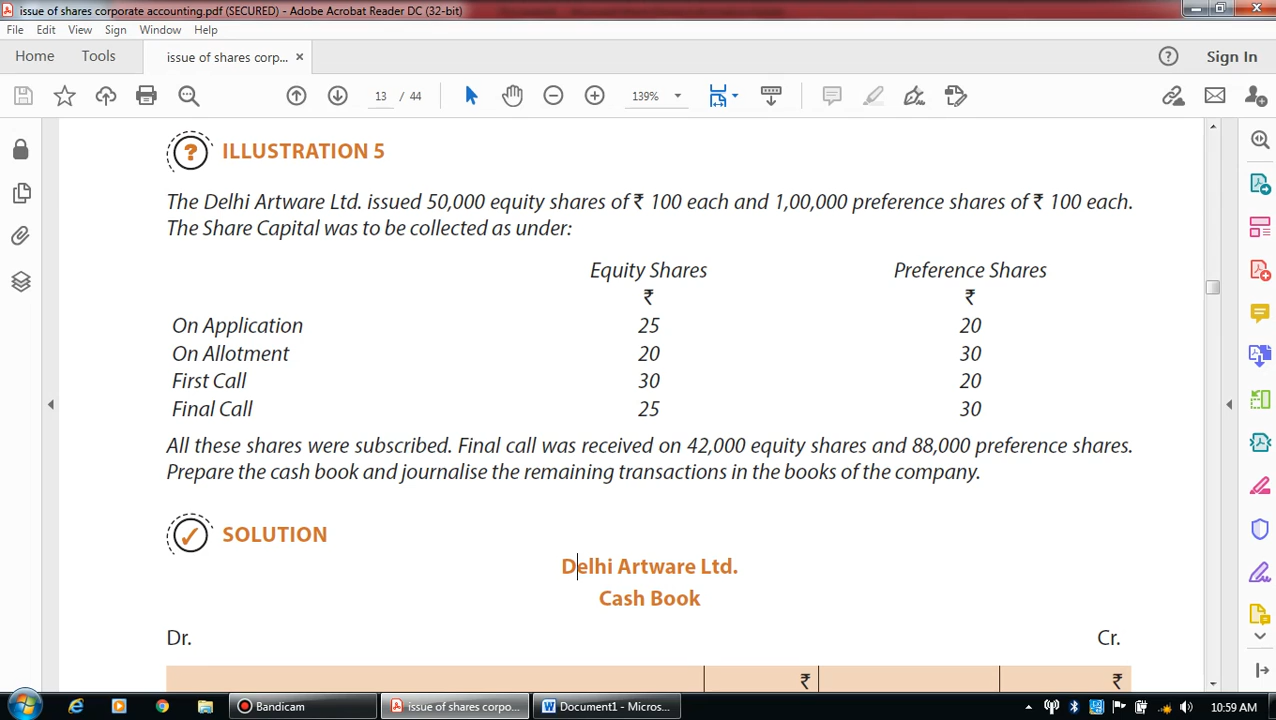 issue of shares corporate accounting.pdf (SECURED) - Adobe Acrobat Reader DC (32-bit)
File Edit View Sign Window Help
Home Tools issue of shares corp... × Sign In
13 / 44 139%
? ILLUSTRATION 5
The Delhi Artware Ltd. issued 50,000 equity shares of ₹ 100 each and 1,00,000 preference shares of ₹ 100 each.
The Share Capital was to be collected as under:
Equity Shares Preference Shares
₹ ₹
On Application 25 20
On Allotment 20 30
First Call 30 20
Final Call 25 30
All these shares were subscribed. Final call was received on 42,000 equity shares and 88,000 preference shares.
Prepare the cash book and journalise the remaining transactions in the books of the company.
SOLUTION
Delhi Artware Ltd.
Cash Book
Dr. Cr.
₹ ₹
Bandicam issue of shares corpo... Document1 - Micros... 10:59 AM